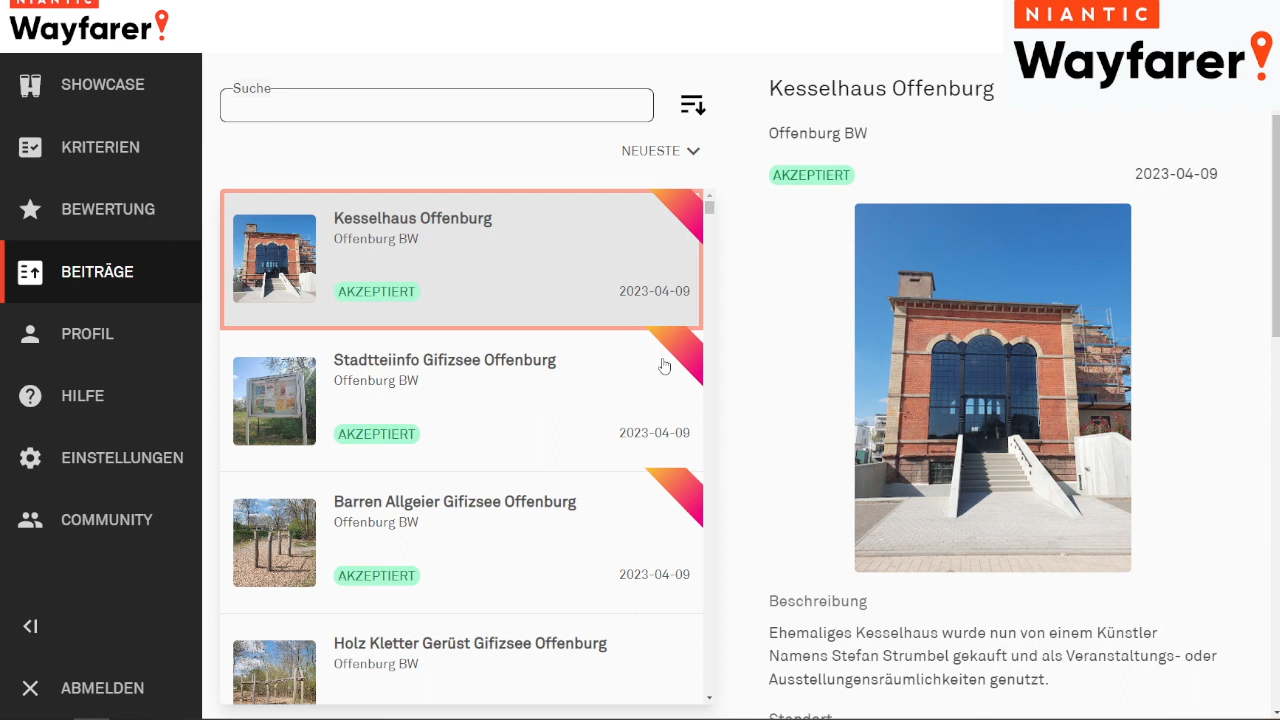 NIANTIC
Wayfarer
NIANTIC
Wayfarer
SHOWCASE
KRITERIEN
BEWERTUNG
BEITRÄGE
PROFIL
HILFE
EINSTELLUNGEN
COMMUNITY
ABMELDEN
Suche
NEUESTE
Kesselhaus Offenburg
Offenburg BW
AKZEPTIERT 2023-04-09
Stadtteiinfo Gifizsee Offenburg
Offenburg BW
AKZEPTIERT 2023-04-09
Barren Allgeier Gifizsee Offenburg
Offenburg BW
AKZEPTIERT 2023-04-09
Holz Kletter Gerüst Gifizsee Offenburg
Offenburg BW
Kesselhaus Offenburg
Offenburg BW
AKZEPTIERT 2023-04-09
Beschreibung
Ehemaliges Kesselhaus wurde nun von einem Künstler
Namens Stefan Strumbel gekauft und als Veranstaltungs- oder
Ausstellungensräumlichkeiten genutzt.
Standort